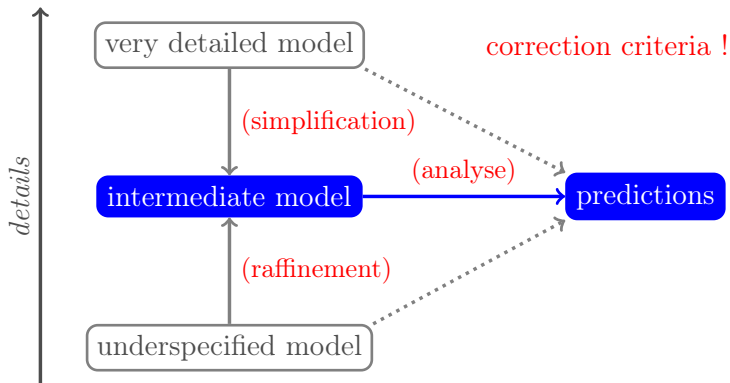 very detailed model
correction criteria !
(simplification)
(analyse)
details
intermediate model
predictions
(raffinement)
underspecified model